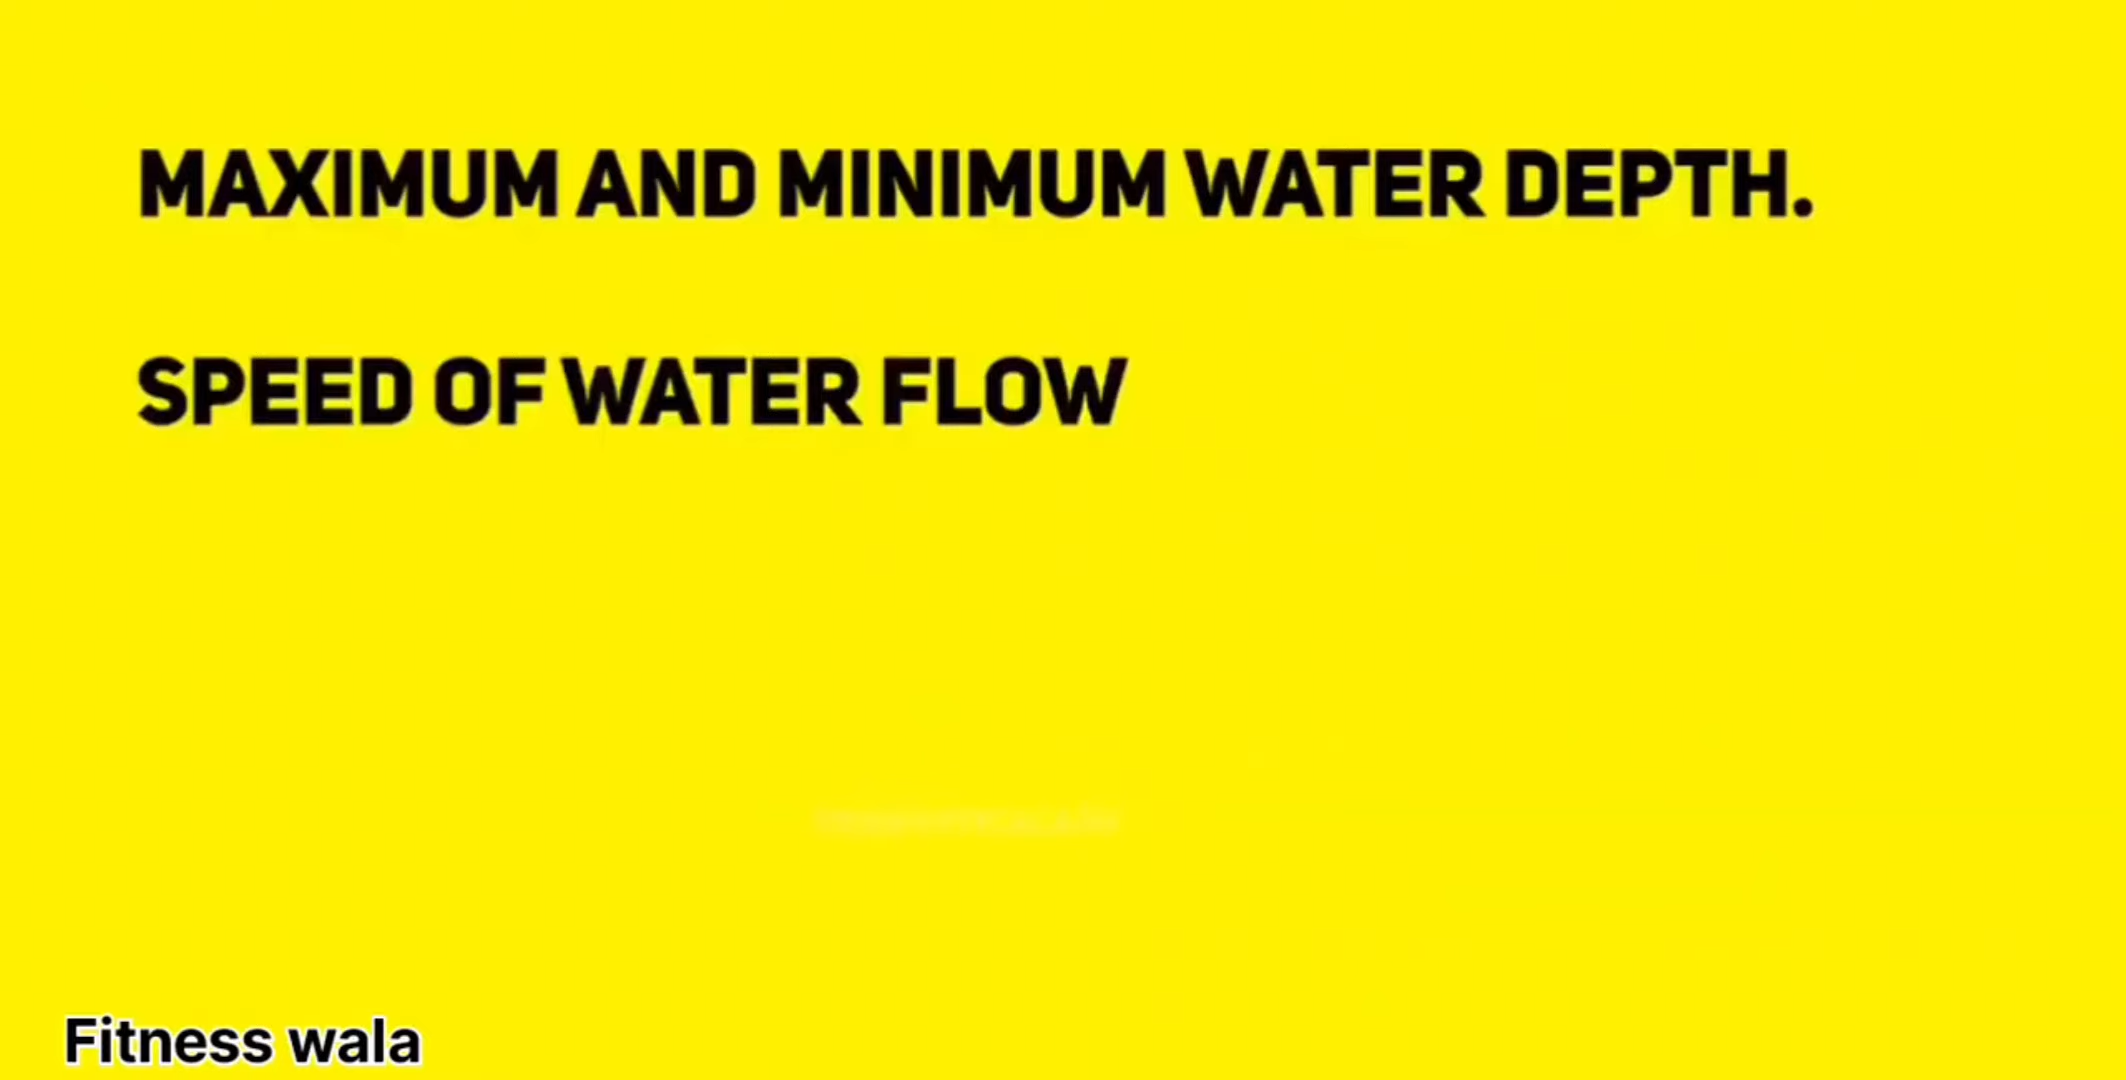 MAXIMUM AND MINIMUM WATER DEPTH.
SPEED OF WATER FLOW
Fitness wala